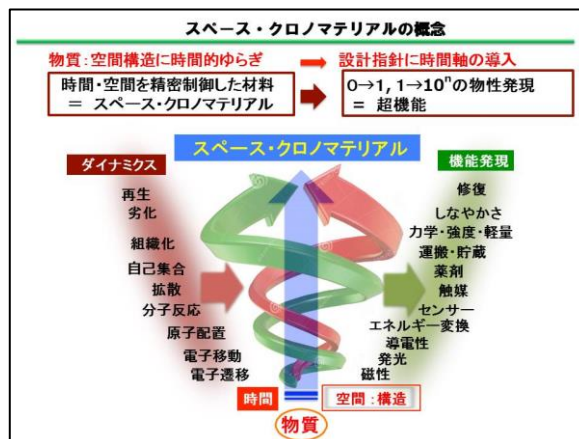 スペース・クロノマテリアルの概念
物質：空間構造に時間的ゆらぎ
設計指針に時間軸の導入
時間・空間を精密制御した材料
＝ スペース・クロノマテリアル
0→1, 1→10ⁿの物性発現
＝ 超機能
スペース・クロノマテリアル
ダイナミクス
再生
劣化
組織化
自己集合
拡散
分子反応
原子配置
電子移動
電子遷移
機能発現
修復
しなやかさ
力学・強度・軽量
運搬・貯蔵
薬剤
触媒
センサー
エネルギー変換
導電性
発光
磁性
時間
空間：構造
物質